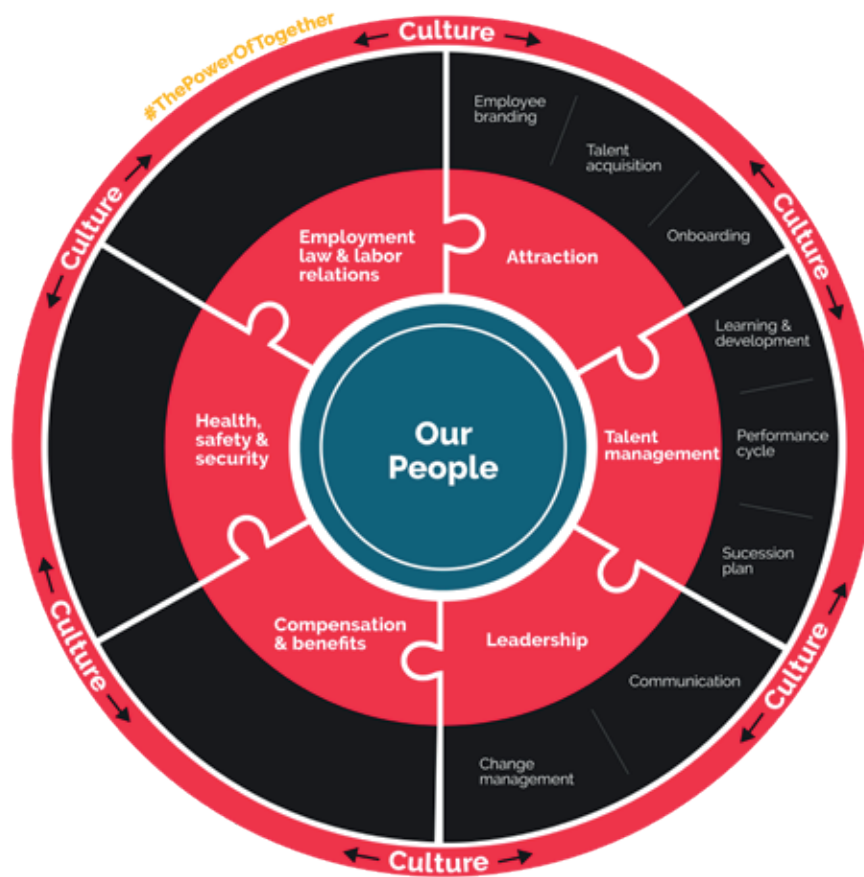 #ThePowerOfTogether
Culture
Culture
Culture
Culture
Culture
Culture
Employee
branding
Talent
acquisition
Onboarding
Attraction
Learning &
development
Performance
cycle
Sucession
plan
Talent
management
Communication
Change
management
Leadership
Compensation
& benefits
Health,
safety &
security
Employment
law & labor
relations
Our
People